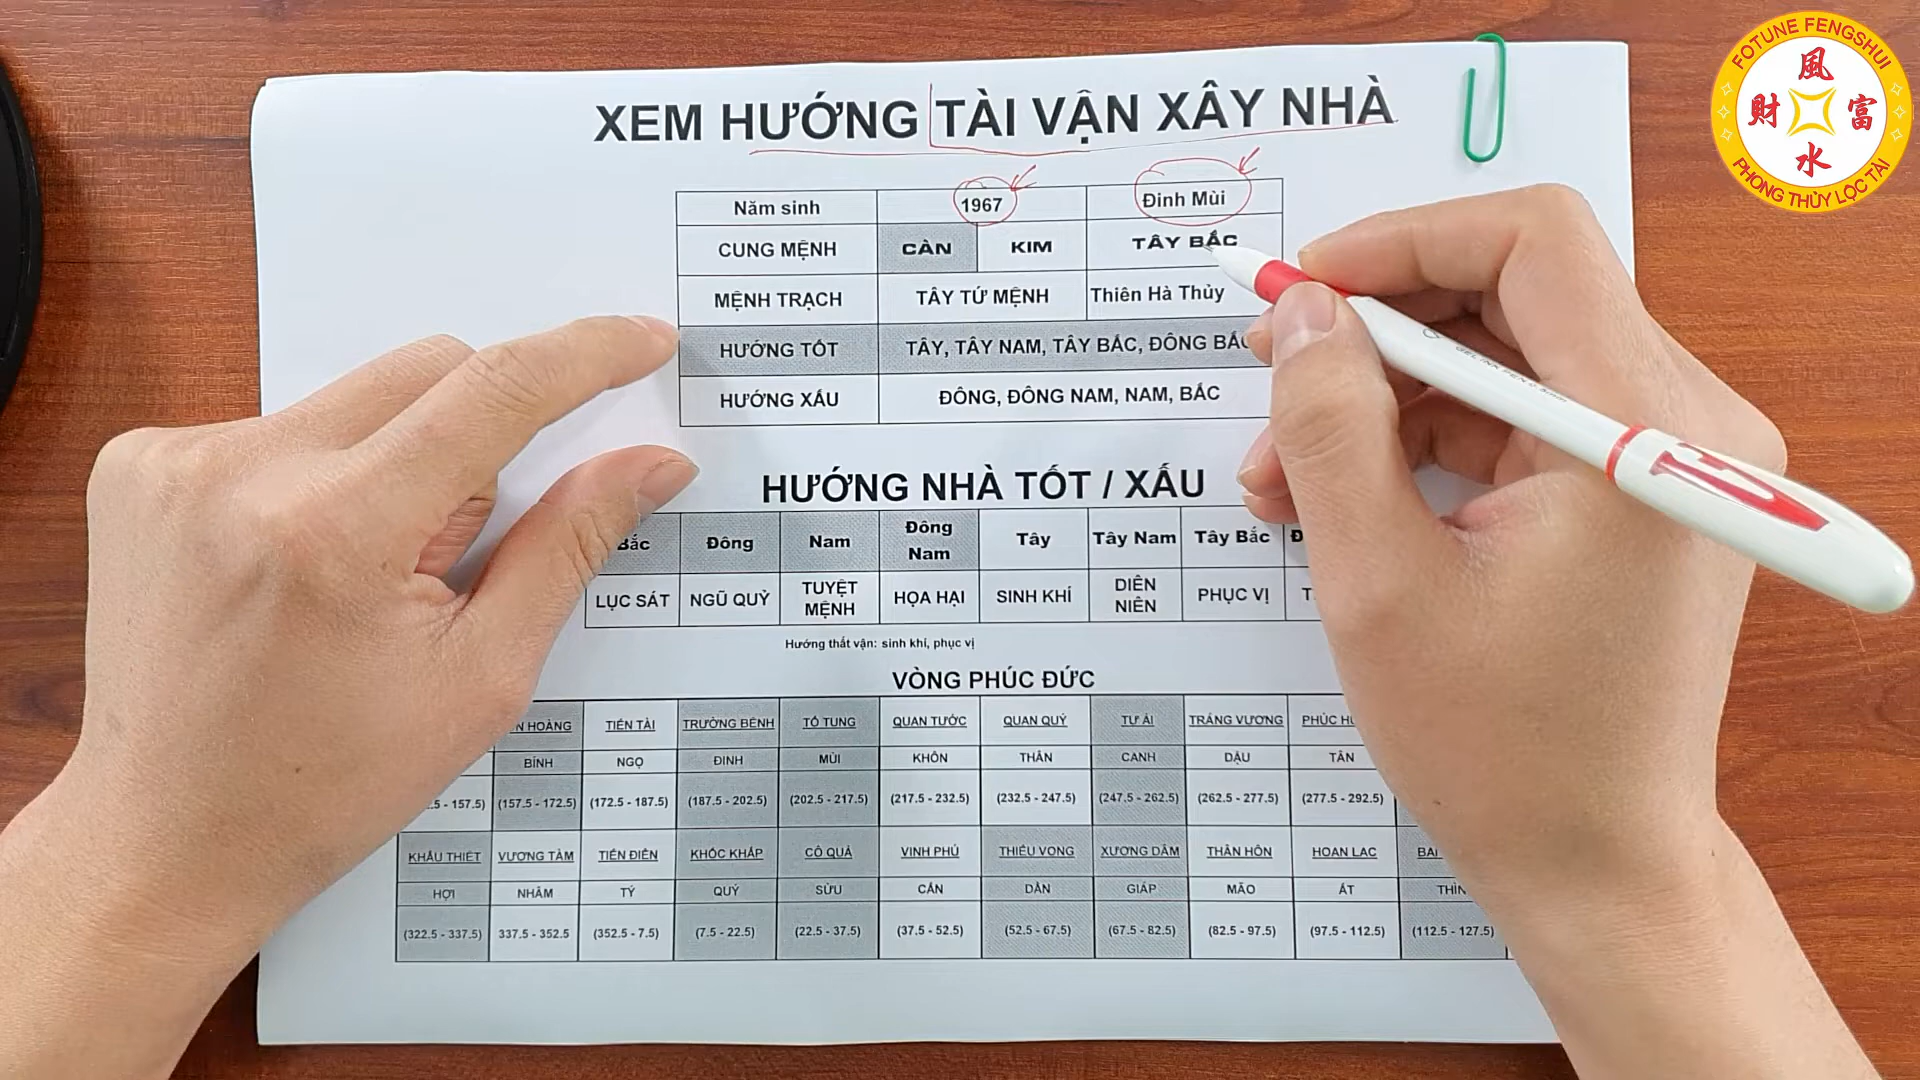 XEM HƯỚNG TÀI VẬN XÂY NHÀ
FOTUNE FENGSHUI
風
財 富
水
PHONG THỦY LỘC TÀI
Năm sinh 1967 Đinh Mùi
CUNG MỆNH CÀN KIM TÂY BẮC
MỆNH TRẠCH TÂY TỨ MỆNH Thiên Hà Thủy
HƯỚNG TỐT TÂY, TÂY NAM, TÂY BẮC, ĐÔNG
HƯỚNG XẤU ĐÔNG, ĐÔNG NAM, NAM, BẮC
HƯỚNG NHÀ TỐT / XẤU
Bắc Đông Nam Đông Nam Tây Tây Nam Tây Bắc
LỤC SÁT NGŨ QUỶ TUYỆT MỆNH HỌA HẠI SINH KHÍ DIÊN NIÊN PHỤC VỊ
Hướng thất vận: sinh khí, phục vị
VÒNG PHÚC ĐỨC
HOÀNG TIẾN TÀI TRƯỜNG BỆNH TỐ TỤNG QUAN TƯỚC QUAN QUÝ TỰ ẢI TRÁNG VƯỢNG PHÚC
BÍNH NGỌ ĐINH MÙI KHÔN THÂN CANH DẬU TÂN
157.5) (157.5 - 172.5) (172.5 - 187.5) (187.5 - 202.5) (202.5 - 217.5) (217.5 - 232.5) (232.5 - 247.5) (247.5 - 262.5) (262.5 - 277.5) (277.5 - 292.5)
KHẨU THIỆT VƯỢNG TÀM TIẾN ĐIỀN KHỐC KHẤP CÔ QUẢ VINH PHÚ THIẾU VONG XƯƠNG DÂM THÂN HÔN HOAN LẠC
HỢI NHÂM TÝ QUÝ SỬU CẤN DẦN GIÁP MÃO ẤT
(322.5 - 337.5) 337.5 - 352.5 (352.5 - 7.5) (7.5 - 22.5) (22.5 - 37.5) (37.5 - 52.5) (52.5 - 67.5) (67.5 - 82.5) (82.5 - 97.5) (97.5 - 112.5) (112.5 - 127.5)